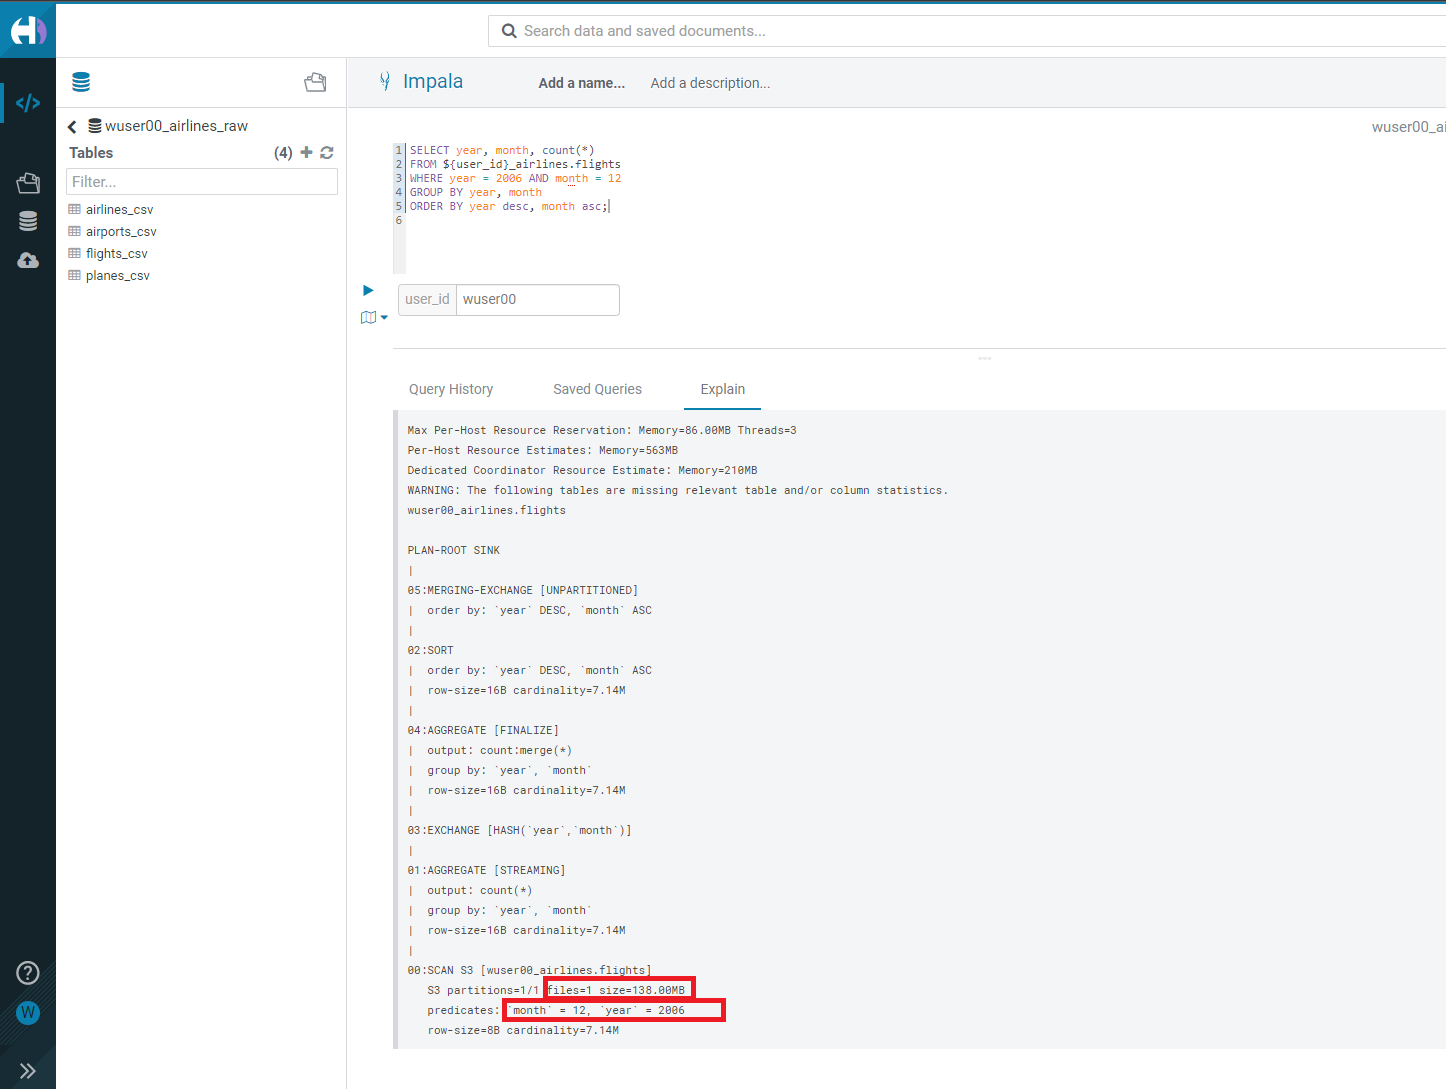 Search data and saved documents...
Impala Add a name... Add a description...
wuser00_airlines_raw
wuser00_ai
Tables (4)
Filter...
airlines_csv
airports_csv
flights_csv
planes_csv
1 SELECT year, month, count(*)
2 FROM ${user_id}_airlines.flights
3 WHERE year = 2006 AND month = 12
4 GROUP BY year, month
5 ORDER BY year desc, month asc;
6
user_id wuser00
Query History Saved Queries Explain
Max Per-Host Resource Reservation: Memory=86.00MB Threads=3
Per-Host Resource Estimates: Memory=563MB
Dedicated Coordinator Resource Estimate: Memory=210MB
WARNING: The following tables are missing relevant table and/or column statistics.
wuser00_airlines.flights
PLAN-ROOT SINK
|
05:MERGING-EXCHANGE [UNPARTITIONED]
| order by: `year` DESC, `month` ASC
|
02:SORT
| order by: `year` DESC, `month` ASC
| row-size=16B cardinality=7.14M
|
04:AGGREGATE [FINALIZE]
| output: count:merge(*)
| group by: `year`, `month`
| row-size=16B cardinality=7.14M
|
03:EXCHANGE [HASH(`year`,`month`)]
|
01:AGGREGATE [STREAMING]
| output: count(*)
| group by: `year`, `month`
| row-size=16B cardinality=7.14M
|
00:SCAN S3 [wuser00_airlines.flights]
S3 partitions=1/1 files=1 size=138.00MB
predicates: `month` = 12, `year` = 2006
row-size=8B cardinality=7.14M
W